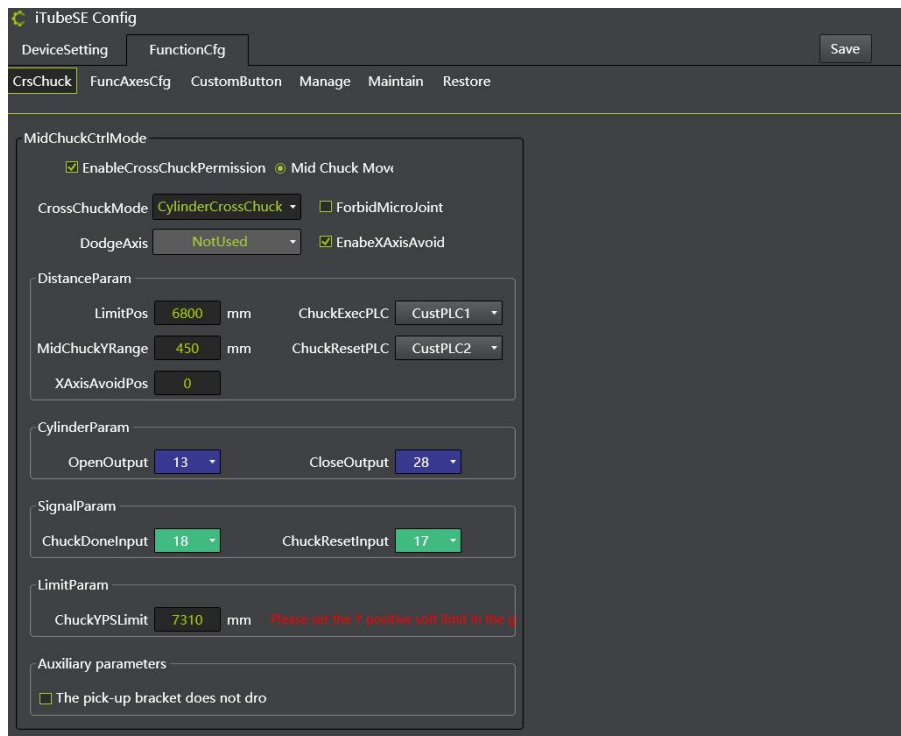 iTubeSE Config
DeviceSetting FunctionCfg Save
CrsChuck FuncAxesCfg CustomButton Manage Maintain Restore
MidChuckCtrlMode
EnableCrossChuckPermission Mid Chuck Move
CrossChuckMode CylinderCrossChuck ForbidMicroJoint
DodgeAxis NotUsed EnabeXAxisAvoid
DistanceParam
LimitPos 6800 mm ChuckExecPLC CustPLC1
MidChuckYRange 450 mm ChuckResetPLC CustPLC2
XAxisAvoidPos 0
CylinderParam
OpenOutput 13 CloseOutput 28
SignalParam
ChuckDoneInput 18 ChuckResetInput 17
LimitParam
ChuckYPSLimit 7310 mm Please set the Y positive soft limit in the g
Auxiliary parameters
The pick-up bracket does not dro